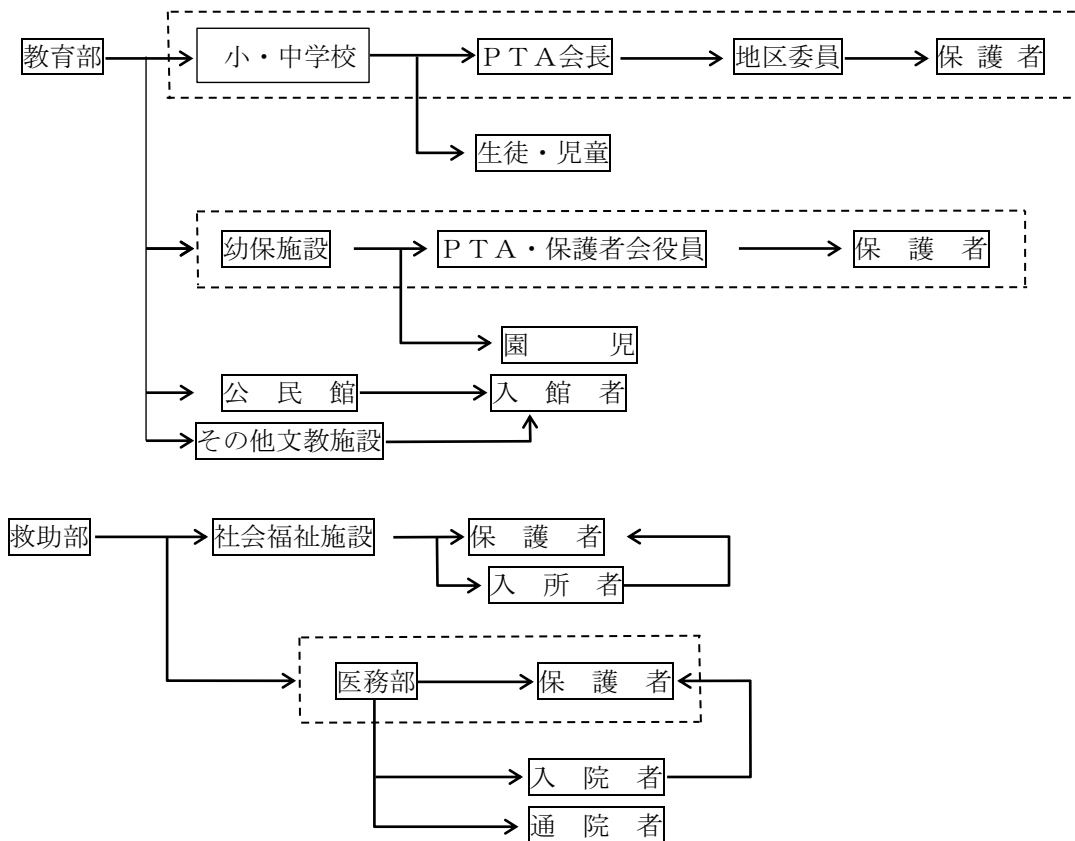 教育部 小・中学校 ＰＴＡ会長 地区委員 保護者
生徒・児童
幼保施設 ＰＴＡ・保護者会役員 保護者
園児
公民館 入館者
その他文教施設
救助部 社会福祉施設 保護者
入所者
医務部 保護者
入院者
通院者